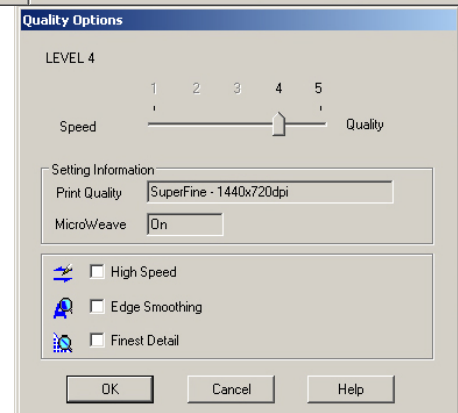 Quality Options
LEVEL 4
1 2 3 4 5
Speed Quality
Setting Information
Print Quality SuperFine - 1440x720dpi
MicroWeave On
High Speed
Edge Smoothing
Finest Detail
OK Cancel Help